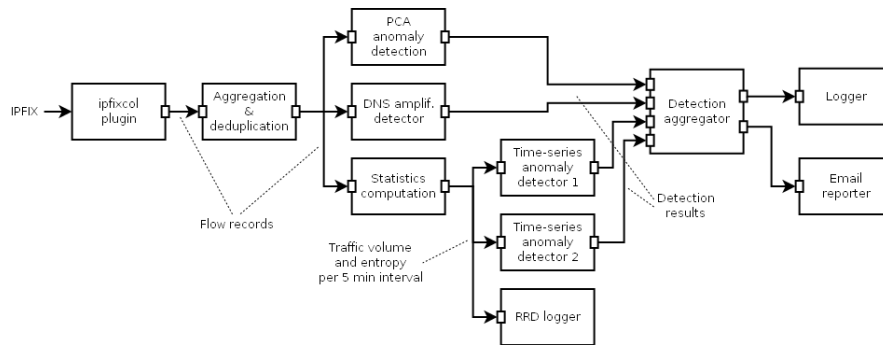 PCA
anomaly
detection
IPFIX
ipfixcol
plugin
Aggregation
&
deduplication
DNS amplif.
detector
Detection
aggregator
Logger
Statistics
computation
Time-series
anomaly
detector 1
Email
reporter
Flow records
Detection
results
Traffic volume
and entropy
per 5 min interval
Time-series
anomaly
detector 2
RRD logger